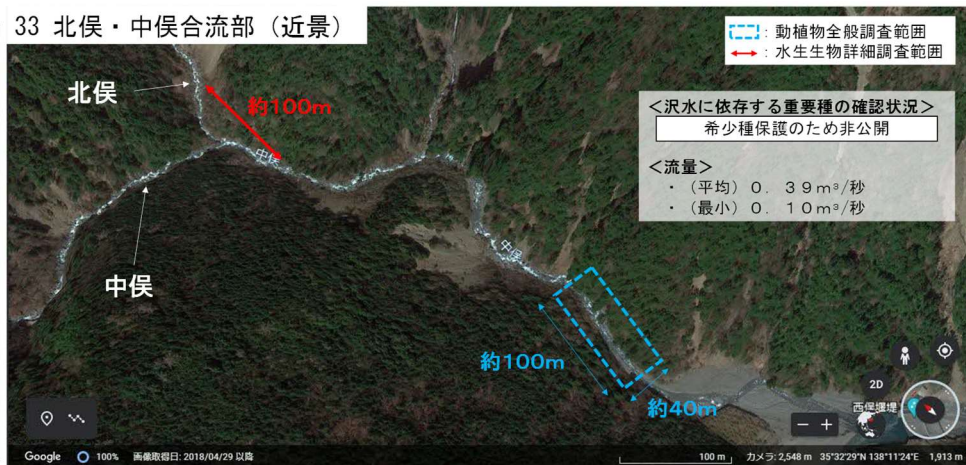 33 北俣・中俣合流部（近景）
：動植物全般調査範囲
：水生生物詳細調査範囲
北俣
約100m
中俣
＜沢水に依存する重要種の確認状況＞
希少種保護のため非公開
＜流量＞
・（平均）０．３９m³/秒
・（最小）０．１０m³/秒
中俣
中俣
約100m
約40m
2D
西俣堰堤
Google
100%
画像取得日: 2018/04/29 以降
100 m
カメラ: 2,548 m 35°32'29"N 138°11'24"E 1,913 m